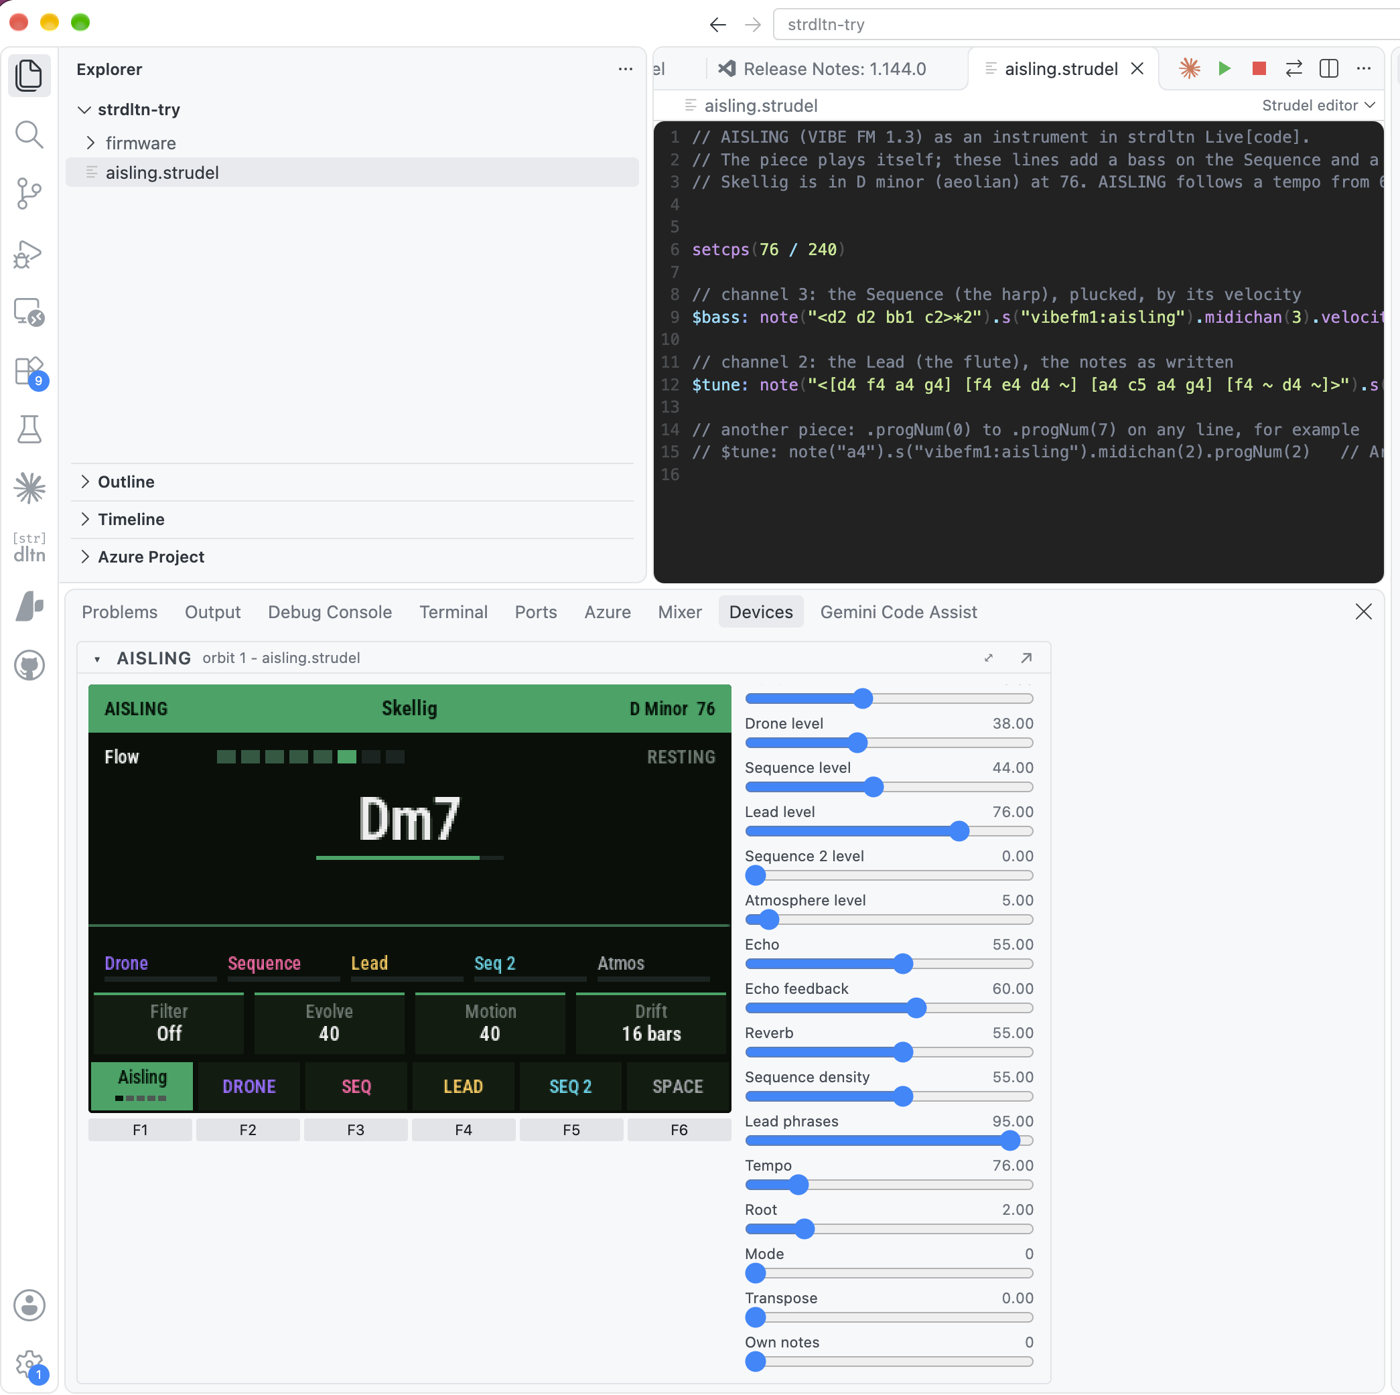 strdltn-try
Explorer
strdltn-try
firmware
aisling.strudel
Outline
Timeline
Azure Project
9
[str]
dltn
1
el
Release Notes: 1.144.0
aisling.strudel
aisling.strudel
Strudel editor
1 // AISLING (VIBE FM 1.3) as an instrument in strdltn Live[code].
2 // The piece plays itself; these lines add a bass on the Sequence and a
3 // Skellig is in D minor (aeolian) at 76. AISLING follows a tempo from
4
5
6 setcps(76 / 240)
7
8 // channel 3: the Sequence (the harp), plucked, by its velocity
9 $bass: note("<d2 d2 bb1 c2>*2").s("vibefm1:aisling").midichan(3).velocit
10
11 // channel 2: the Lead (the flute), the notes as written
12 $tune: note("<[d4 f4 a4 g4] [f4 e4 d4 ~] [a4 c5 a4 g4] [f4 ~ d4 ~]>").s
13
14 // another piece: .progNum(0) to .progNum(7) on any line, for example
15 // $tune: note("a4").s("vibefm1:aisling").midichan(2).progNum(2) // A
16
Problems Output Debug Console Terminal Ports Azure Mixer Devices Gemini Code Assist
AISLING orbit 1 - aisling.strudel
AISLING Skellig D Minor 76
Flow RESTING
Dm7
Drone Sequence Lead Seq 2 Atmos
Filter Evolve Motion Drift
Off 40 40 16 bars
Aisling DRONE SEQ LEAD SEQ 2 SPACE
F1 F2 F3 F4 F5 F6
Drone level 38.00
Sequence level 44.00
Lead level 76.00
Sequence 2 level 0.00
Atmosphere level 5.00
Echo 55.00
Echo feedback 60.00
Reverb 55.00
Sequence density 55.00
Lead phrases 95.00
Tempo 76.00
Root 2.00
Mode 0
Transpose 0.00
Own notes 0